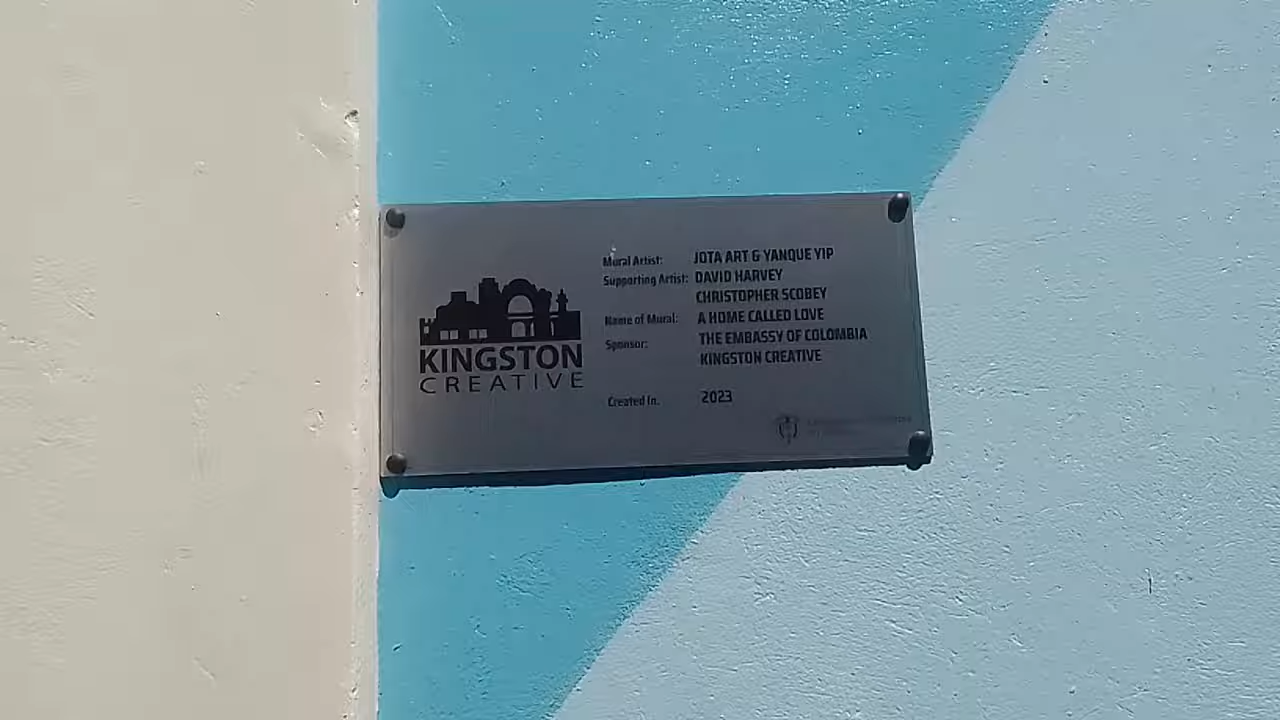 KINGSTON
CREATIVE
Mural Artist: JOTA ART & YANQUE YIP
Supporting Artist: DAVID HARVEY
CHRISTOPHER SCOBEY
Name of Mural: A HOME CALLED LOVE
Sponsor: THE EMBASSY OF COLOMBIA
KINGSTON CREATIVE
Created In. 2023